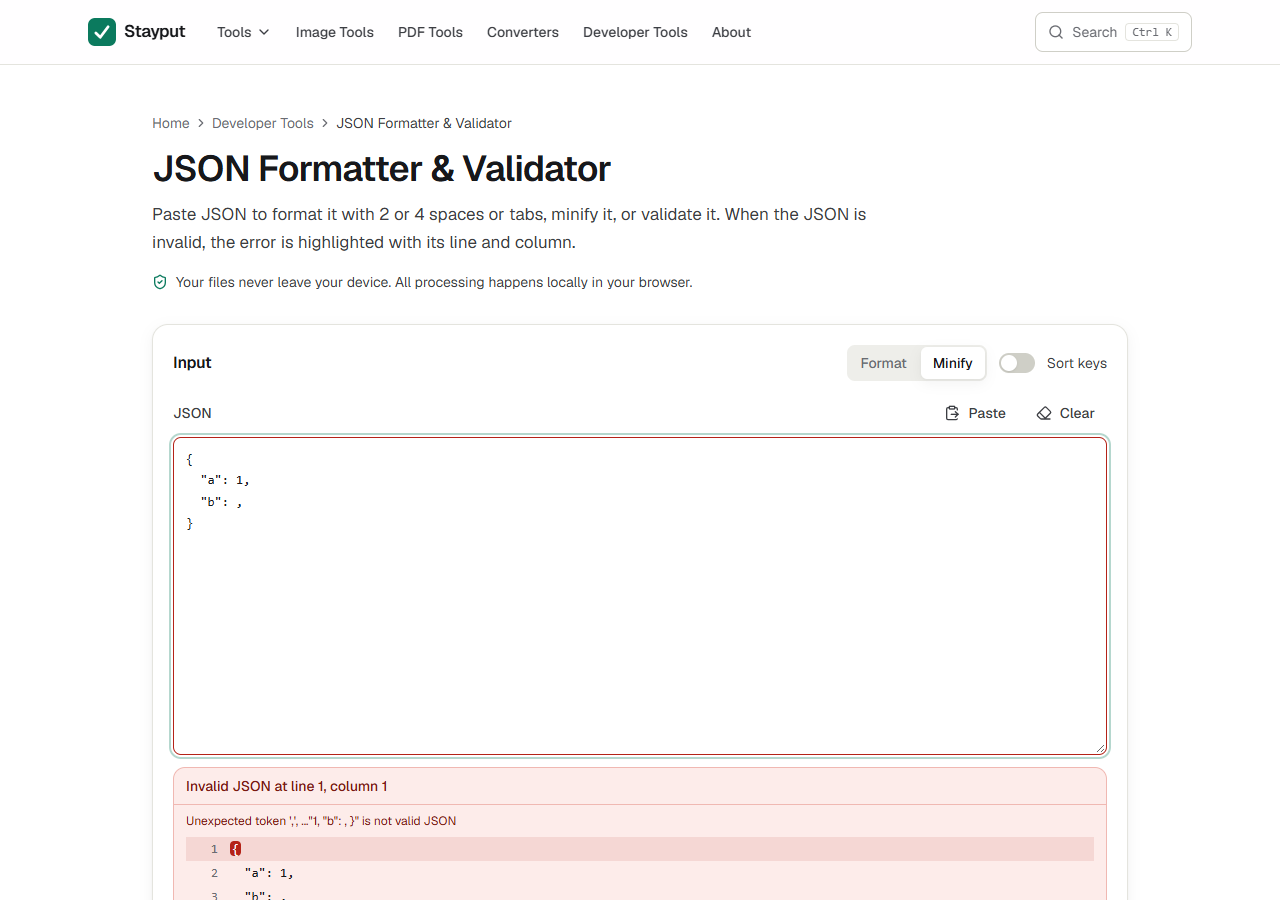 Stayput
Tools
Image Tools
PDF Tools
Converters
Developer Tools
About
Search Ctrl K
Home > Developer Tools > JSON Formatter & Validator
JSON Formatter & Validator
Paste JSON to format it with 2 or 4 spaces or tabs, minify it, or validate it. When the JSON is
invalid, the error is highlighted with its line and column.
Your files never leave your device. All processing happens locally in your browser.
Input
Format
Minify
Sort keys
JSON
Paste
Clear
{
  "a": 1,
  "b": ,
}
Invalid JSON at line 1, column 1
Unexpected token ',', ..."1, "b": , }" is not valid JSON
1 {
2   "a": 1,
3   "b": ,